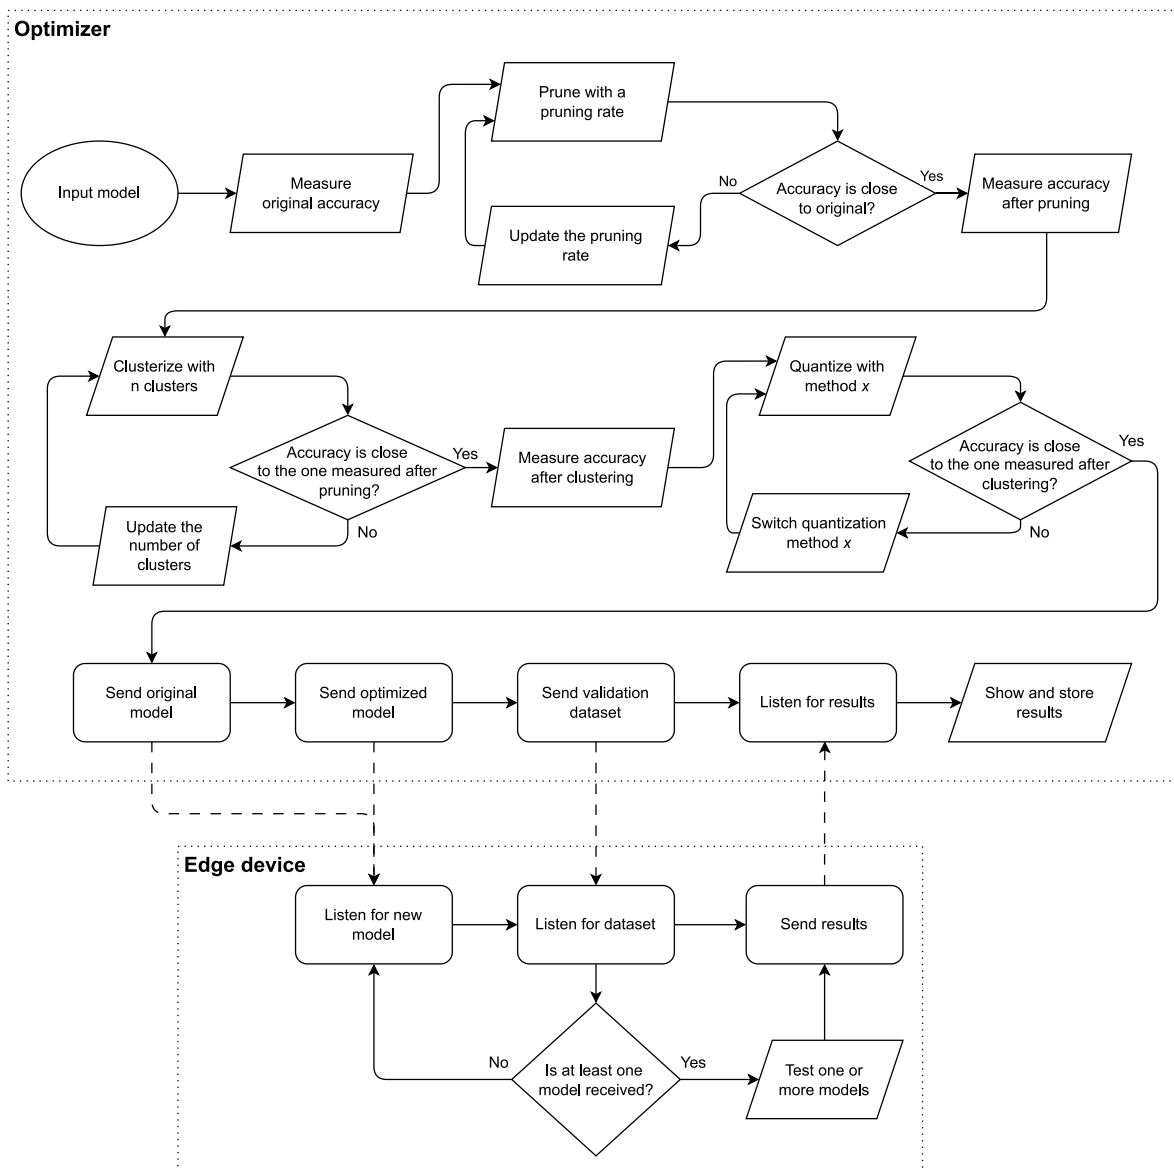 Optimizer
Prune with a
pruning rate
Input model
Measure
original accuracy
No
Accuracy is close
to original?
Yes
Measure accuracy
after pruning
Update the pruning
rate
Clusterize with
n clusters
Quantize with
method x
Accuracy is close
to the one measured after
pruning?
Yes
No
Measure accuracy
after clustering
Accuracy is close
to the one measured after
clustering?
Yes
No
Update the
number of
clusters
Switch quantization
method x
Send original
model
Send optimized
model
Send validation
dataset
Listen for results
Show and store
results
Edge device
Listen for new
model
Listen for dataset
Send results
No
Is at least one
model received?
Yes
Test one or
more models